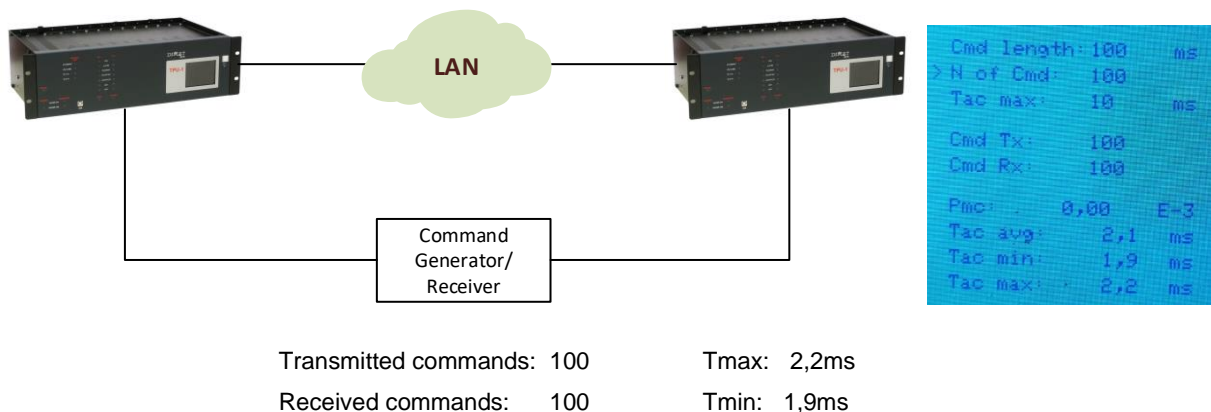 LAN
Command
Generator/
Receiver
Cmd length: 100 ms
> N of Cmd: 100
Tac max: 10 ms
Cmd Tx: 100
Cmd Rx: 100
Pmc: 0,00 E-3
Tac avg: 2,1 ms
Tac min: 1,9 ms
Tac max: 2,2 ms
Transmitted commands: 100 Tmax: 2,2ms
Received commands: 100 Tmin: 1,9ms